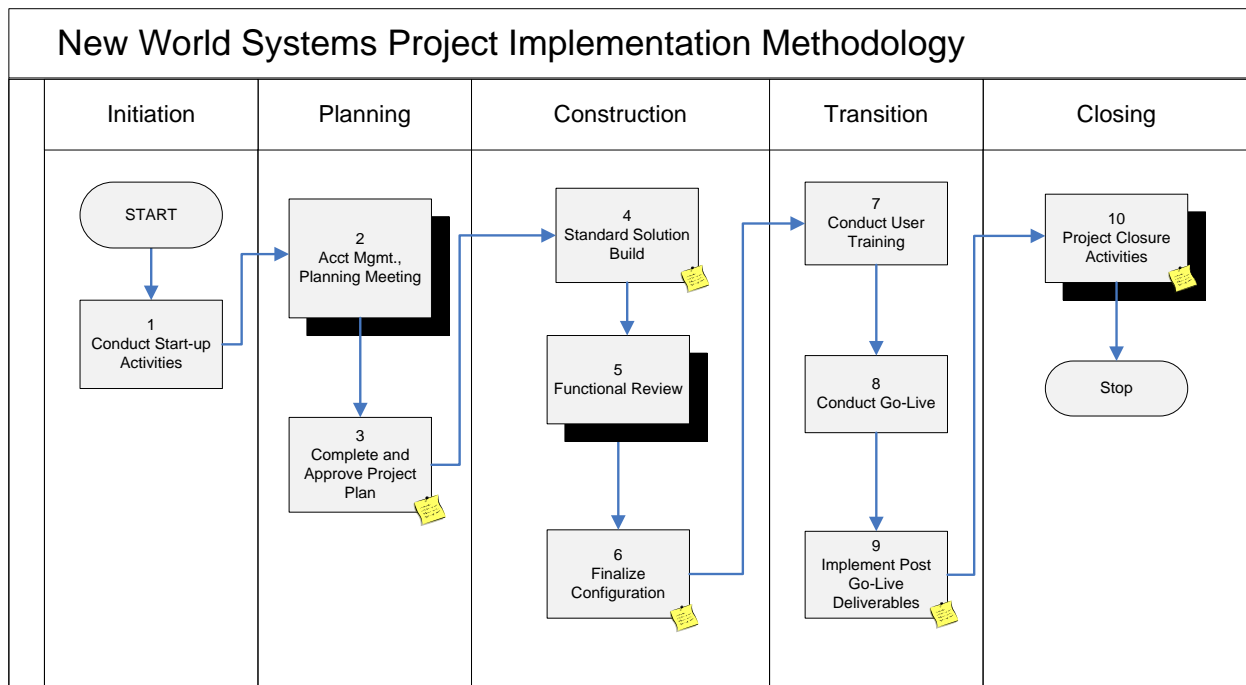 New World Systems Project Implementation Methodology
Initiation
Planning
Construction
Transition
Closing
START
1
Conduct Start-up
Activities
2
Acct Mgmt.,
Planning Meeting
3
Complete and
Approve Project
Plan
4
Standard Solution
Build
5
Functional Review
6
Finalize
Configuration
7
Conduct User
Training
8
Conduct Go-Live
9
Implement Post
Go-Live
Deliverables
10
Project Closure
Activities
Stop